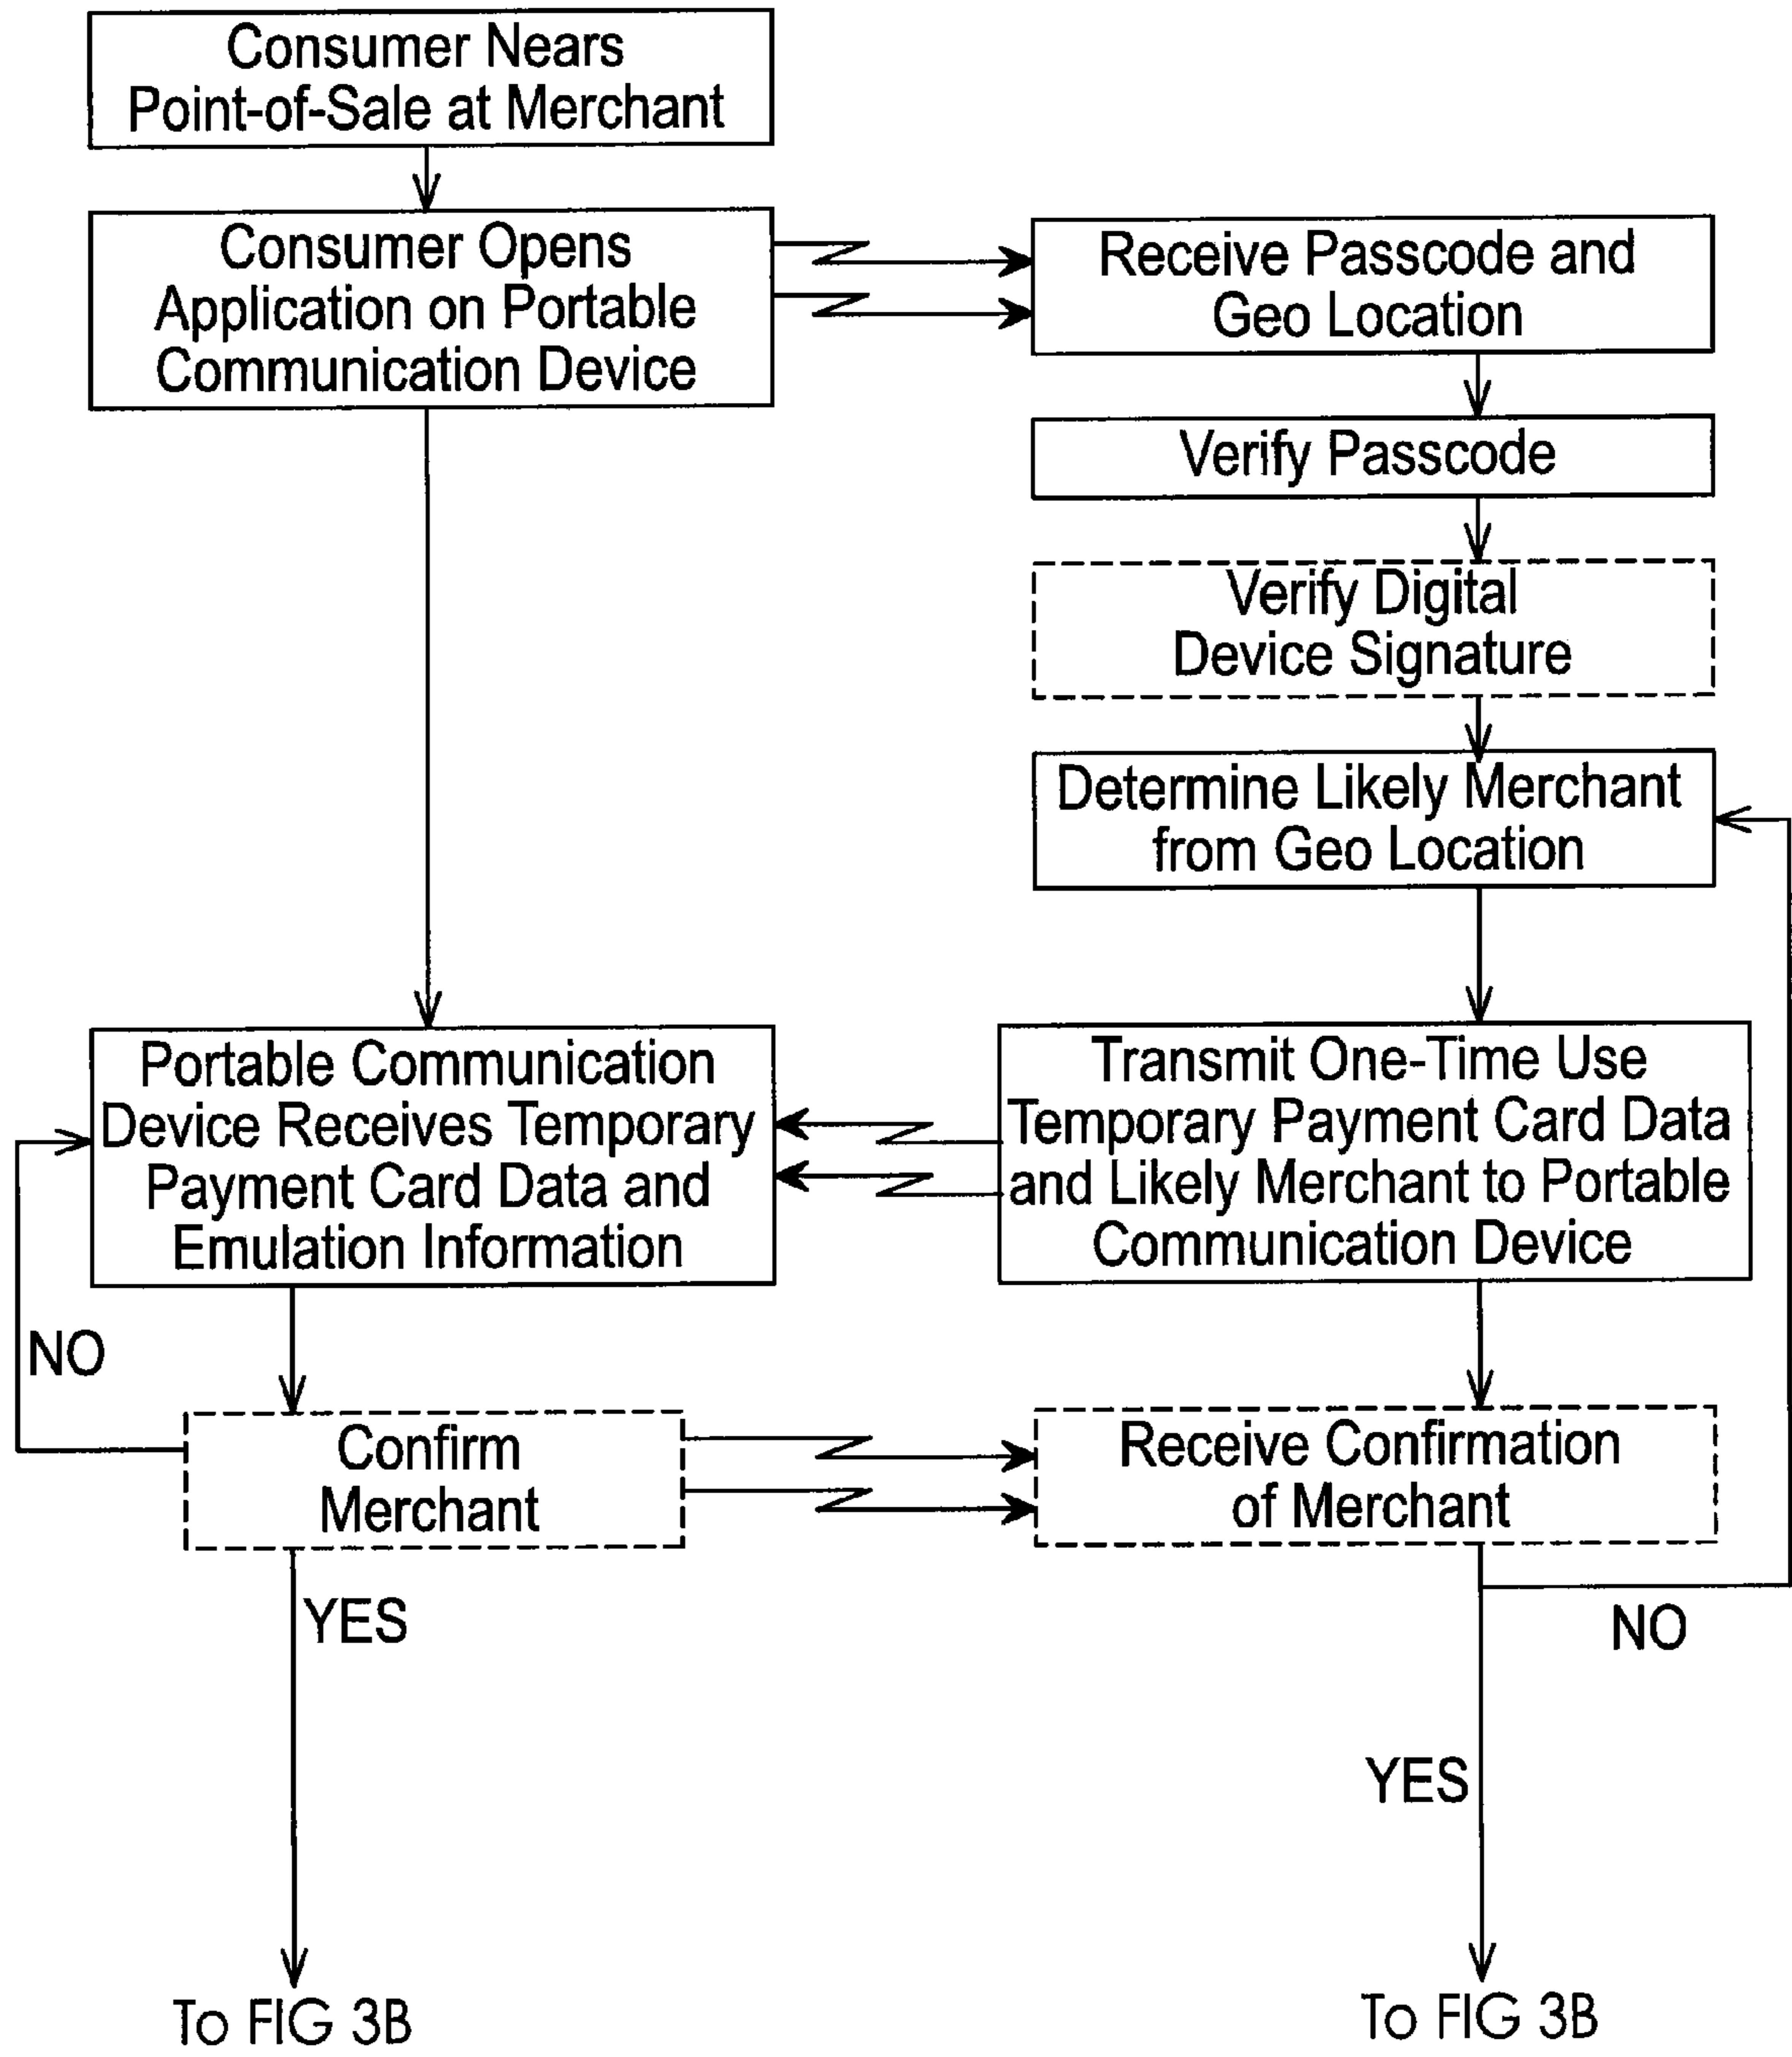 Consumer Nears
Point-of-Sale at Merchant
Consumer Opens
Application on Portable
Communication Device
Receive Passcode and
Geo Location
Verify Passcode
Verify Digital
Device Signature
Determine Likely Merchant
from Geo Location
Portable Communication
Device Receives Temporary
Payment Card Data and
Emulation Information
Transmit One-Time Use
Temporary Payment Card Data
and Likely Merchant to Portable
Communication Device
NO
Confirm
Merchant
Receive Confirmation
of Merchant
YES
NO
YES
To FIG 3B
To FIG 3B